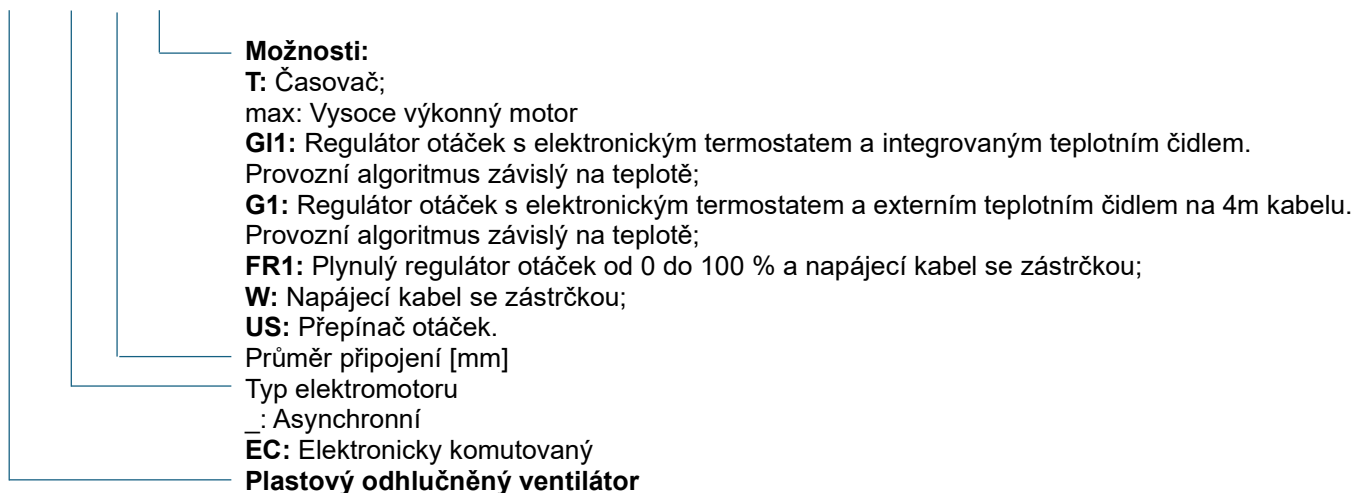 Možnosti:
T: Časovač;
max: Vysoce výkonný motor
GI1: Regulátor otáček s elektronickým termostatem a integrovaným teplotním čidlem.
Provozní algoritmus závislý na teplotě;
G1: Regulátor otáček s elektronickým termostatem a externím teplotním čidlem na 4m kabelu.
Provozní algoritmus závislý na teplotě;
FR1: Plynulý regulátor otáček od 0 do 100 % a napájecí kabel se zástrčkou;
W: Napájecí kabel se zástrčkou;
US: Přepínač otáček.
Průměr připojení [mm]
Typ elektromotoru
_: Asynchronní
EC: Elektronicky komutovaný
Plastový odhlučněný ventilátor